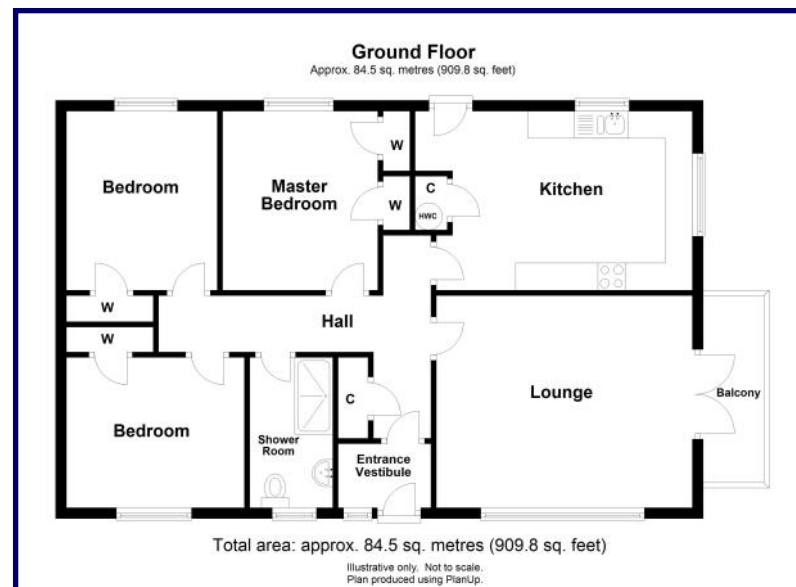 Ground Floor
Approx. 84.5 sq. metres (909.8 sq. feet)
W
Bedroom
Master
Bedroom
W
C
HWC
Kitchen
W
Hall
W
Lounge
Balcony
C
Bedroom
Shower
Room
Entrance
Vestibule
Total area: approx. 84.5 sq. metres (909.8 sq. feet)
Illustrative only. Not to scale.
Plan produced using PlanUp.